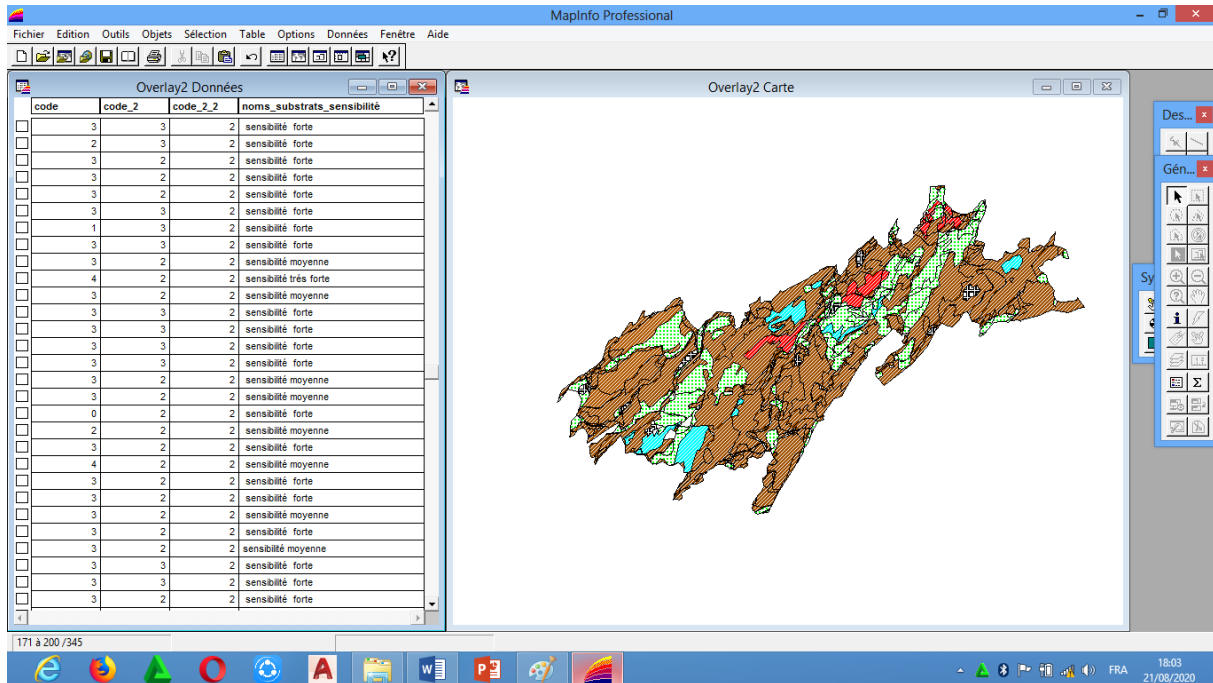 MapInfo Professional
Fichier Edition Outils Objets Sélection Table Options Données Fenêtre Aide
Overlay2 Données
code code_2 code_2_2 noms_substrats_sensibilité
3 3 2 sensibilité forte
2 3 2 sensibilité forte
3 2 2 sensibilité forte
3 2 2 sensibilité forte
3 2 2 sensibilité forte
3 3 2 sensibilité forte
1 3 2 sensibilité forte
3 3 2 sensibilité forte
3 2 2 sensibilité moyenne
4 2 2 sensibilité trés forte
3 2 2 sensibilité moyenne
3 3 2 sensibilité forte
3 3 2 sensibilité forte
3 3 2 sensibilité forte
3 3 2 sensibilité forte
3 2 2 sensibilité moyenne
3 2 2 sensibilité moyenne
0 2 2 sensibilité forte
2 2 2 sensibilité moyenne
3 2 2 sensibilité forte
4 2 2 sensibilité moyenne
3 2 2 sensibilité forte
3 2 2 sensibilité forte
3 2 2 sensibilité moyenne
3 2 2 sensibilité forte
3 2 2 sensibilité moyenne
3 3 2 sensibilité forte
3 3 2 sensibilité forte
3 2 2 sensibilité forte
Overlay2 Carte
Des...
Gén...
Sy
171 à 200 /345
FRA
18:03
21/08/2020